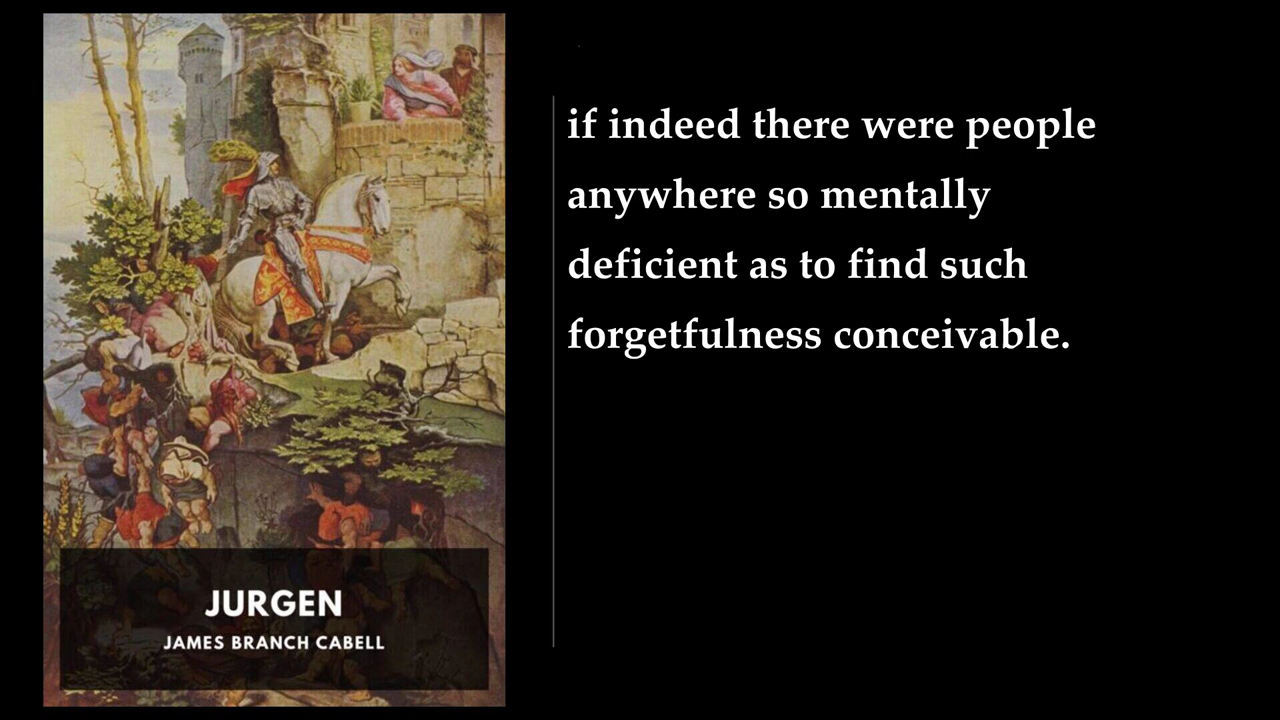 if indeed there were people
anywhere so mentally
deficient as to find such
forgetfulness conceivable.
JURGEN
JAMES BRANCH CABELL